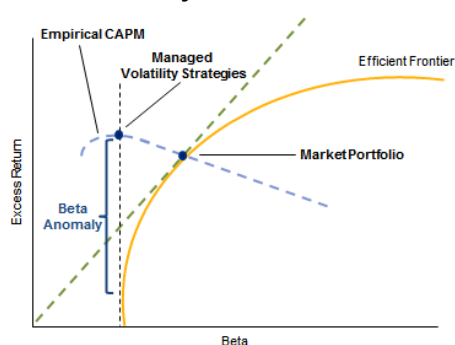 Empirical CAPM
Managed
Volatility Strategies
Efficient Frontier
Market Portfolio
Beta
Anomaly
Excess Return
Beta